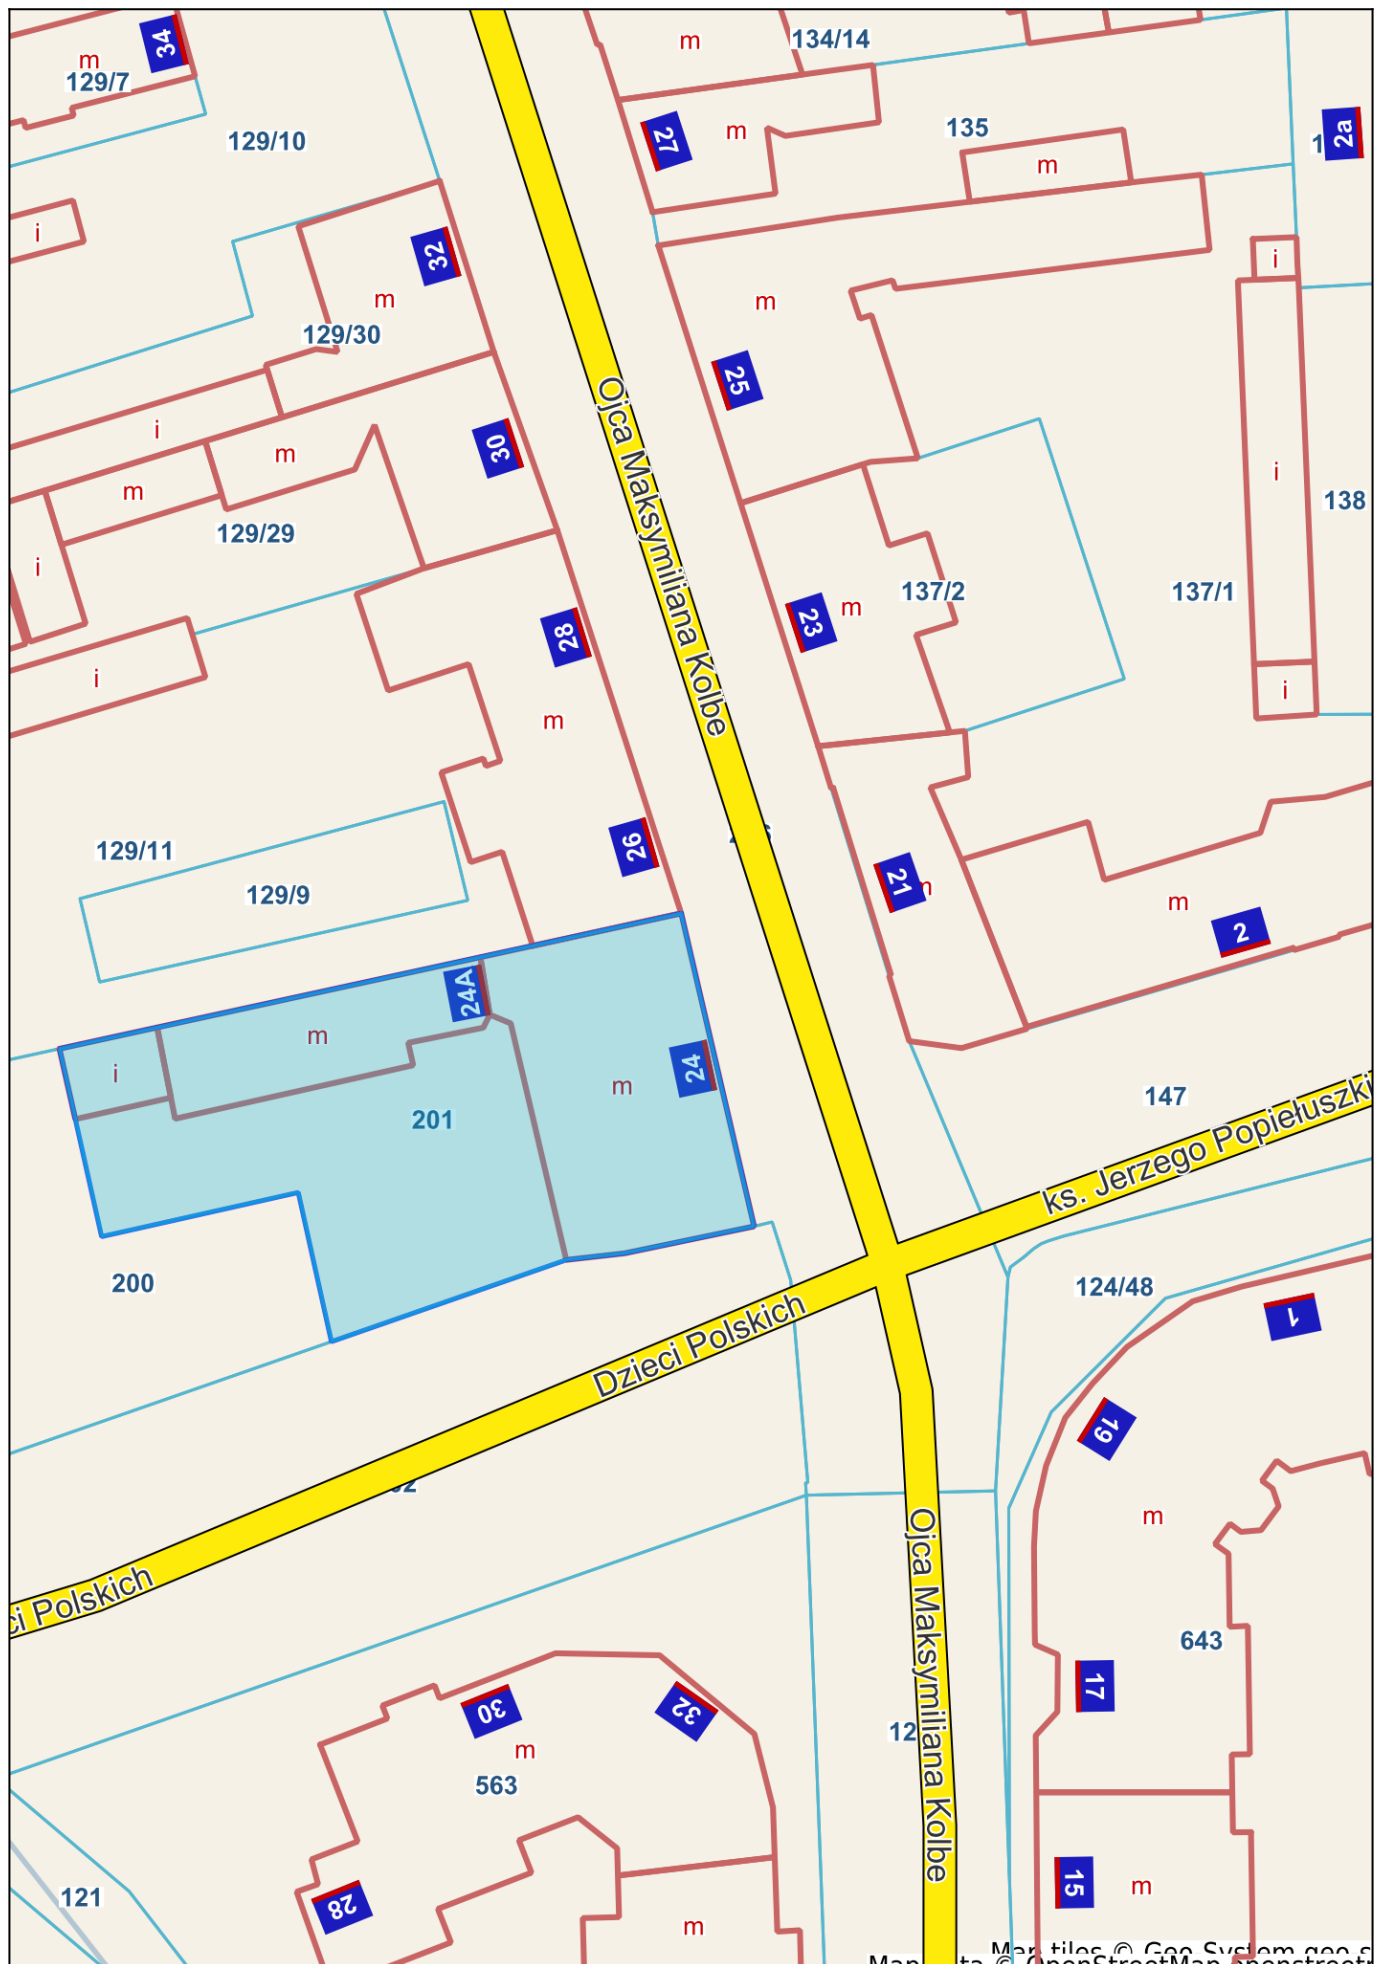 34
m
129/7
129/10
m
134/14
27
m
135
m
2a
i
32
m
129/30
m
25
i
i
m
30
m
129/29
i
i
138
Ojca Maksymiliana Kolbe
28
m
23
m
137/2
137/1
i
i
129/11
129/9
26
21
m
2
24A
m
i
201
m
24
147
ks. Jerzego Popiełuszki
200
124/48
1
Dzieci Polskich
19
m
ci Polskich
Ojca Maksymiliana Kolbe
643
30
32
m
563
17
12
28
121
m
15
m